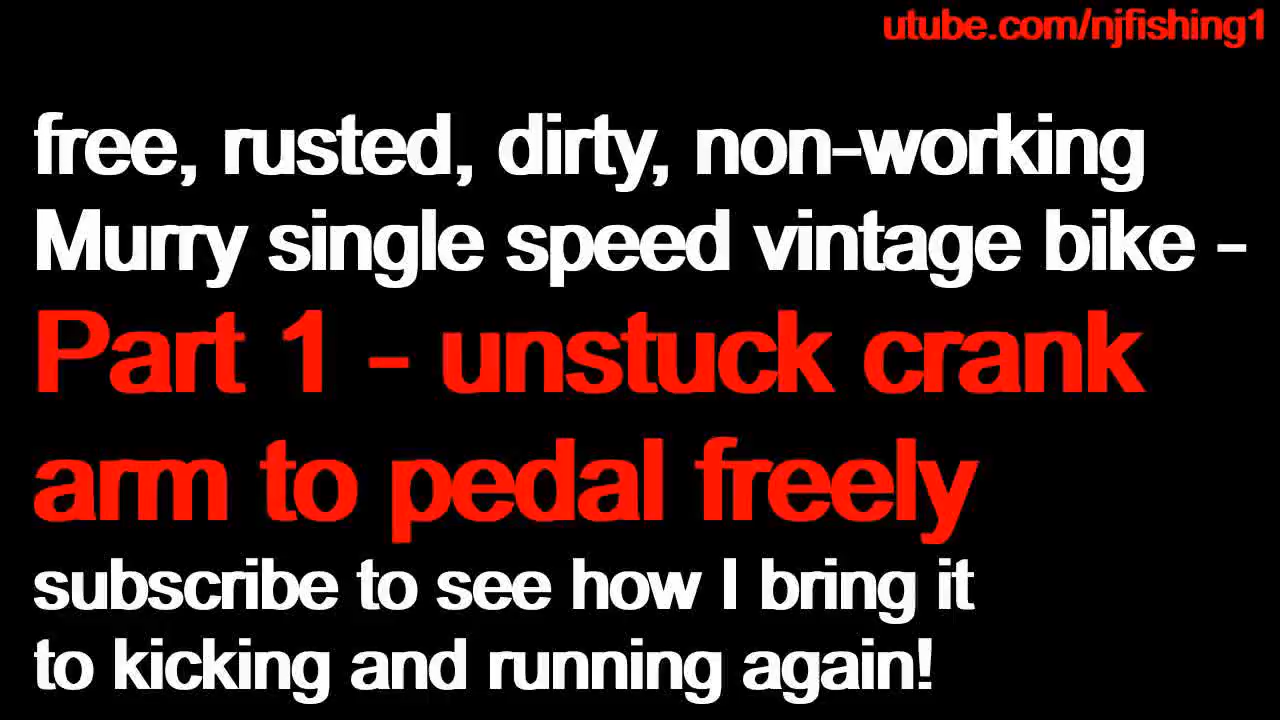 utube.com/njfishing1
free, rusted, dirty, non-working
Murry single speed vintage bike -
Part 1 - unstuck crank
arm to pedal freely
subscribe to see how I bring it
to kicking and running again!